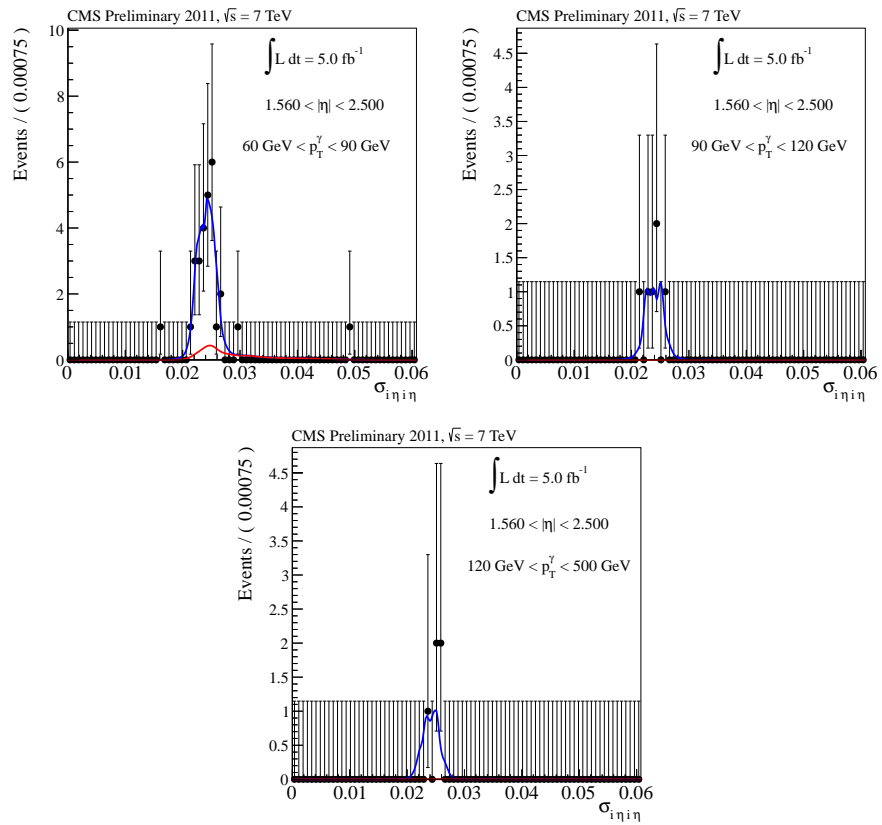 CMS Preliminary 2011, √s = 7 TeV
∫L dt = 5.0 fb⁻¹
1.560 < |η| < 2.500
60 GeV < p_T^γ < 90 GeV
Events / ( 0.00075 )
10
8
6
4
2
0
0 0.01 0.02 0.03 0.04 0.05 0.06
σ_iηiη
∫L dt = 5.0 fb⁻¹
1.560 < |η| < 2.500
90 GeV < p_T^γ < 120 GeV
Events / ( 0.00075 )
4.5
4
3.5
3
2.5
2
1.5
1
0.5
0
0 0.01 0.02 0.03 0.04 0.05 0.06
σ_iηiη
CMS Preliminary 2011, √s = 7 TeV
∫L dt = 5.0 fb⁻¹
1.560 < |η| < 2.500
120 GeV < p_T^γ < 500 GeV
Events / ( 0.00075 )
4.5
4
3.5
3
2.5
2
1.5
1
0.5
0
0 0.01 0.02 0.03 0.04 0.05 0.06
σ_iηiη
CMS Preliminary 2011, √s = 7 TeV